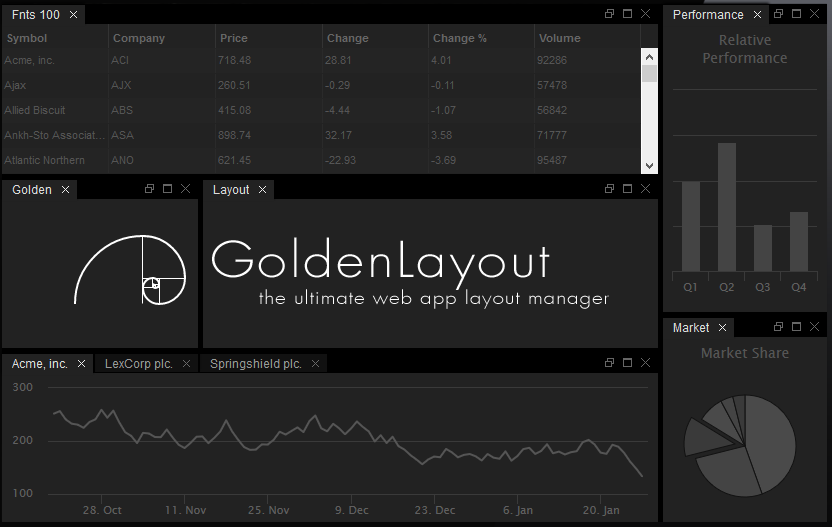 Fnts 100
Symbol Company Price Change Change % Volume
Acme, inc. ACI 718.48 28.81 4.01 92286
Ajax AJX 260.51 -0.29 -0.11 57478
Allied Biscuit ABS 415.08 -4.44 -1.07 56842
Ankh-Sto Associat... ASA 898.74 32.17 3.58 71777
Atlantic Northern ANO 621.45 -22.93 -3.69 95487
Performance
Relative
Performance
Q1 Q2 Q3 Q4
Golden
Layout
GoldenLayout
the ultimate web app layout manager
Market
Market Share
Acme, inc. LexCorp plc. Springshield plc.
300
200
100
28. Oct 11. Nov 25. Nov 9. Dec 23. Dec 6. Jan 20. Jan